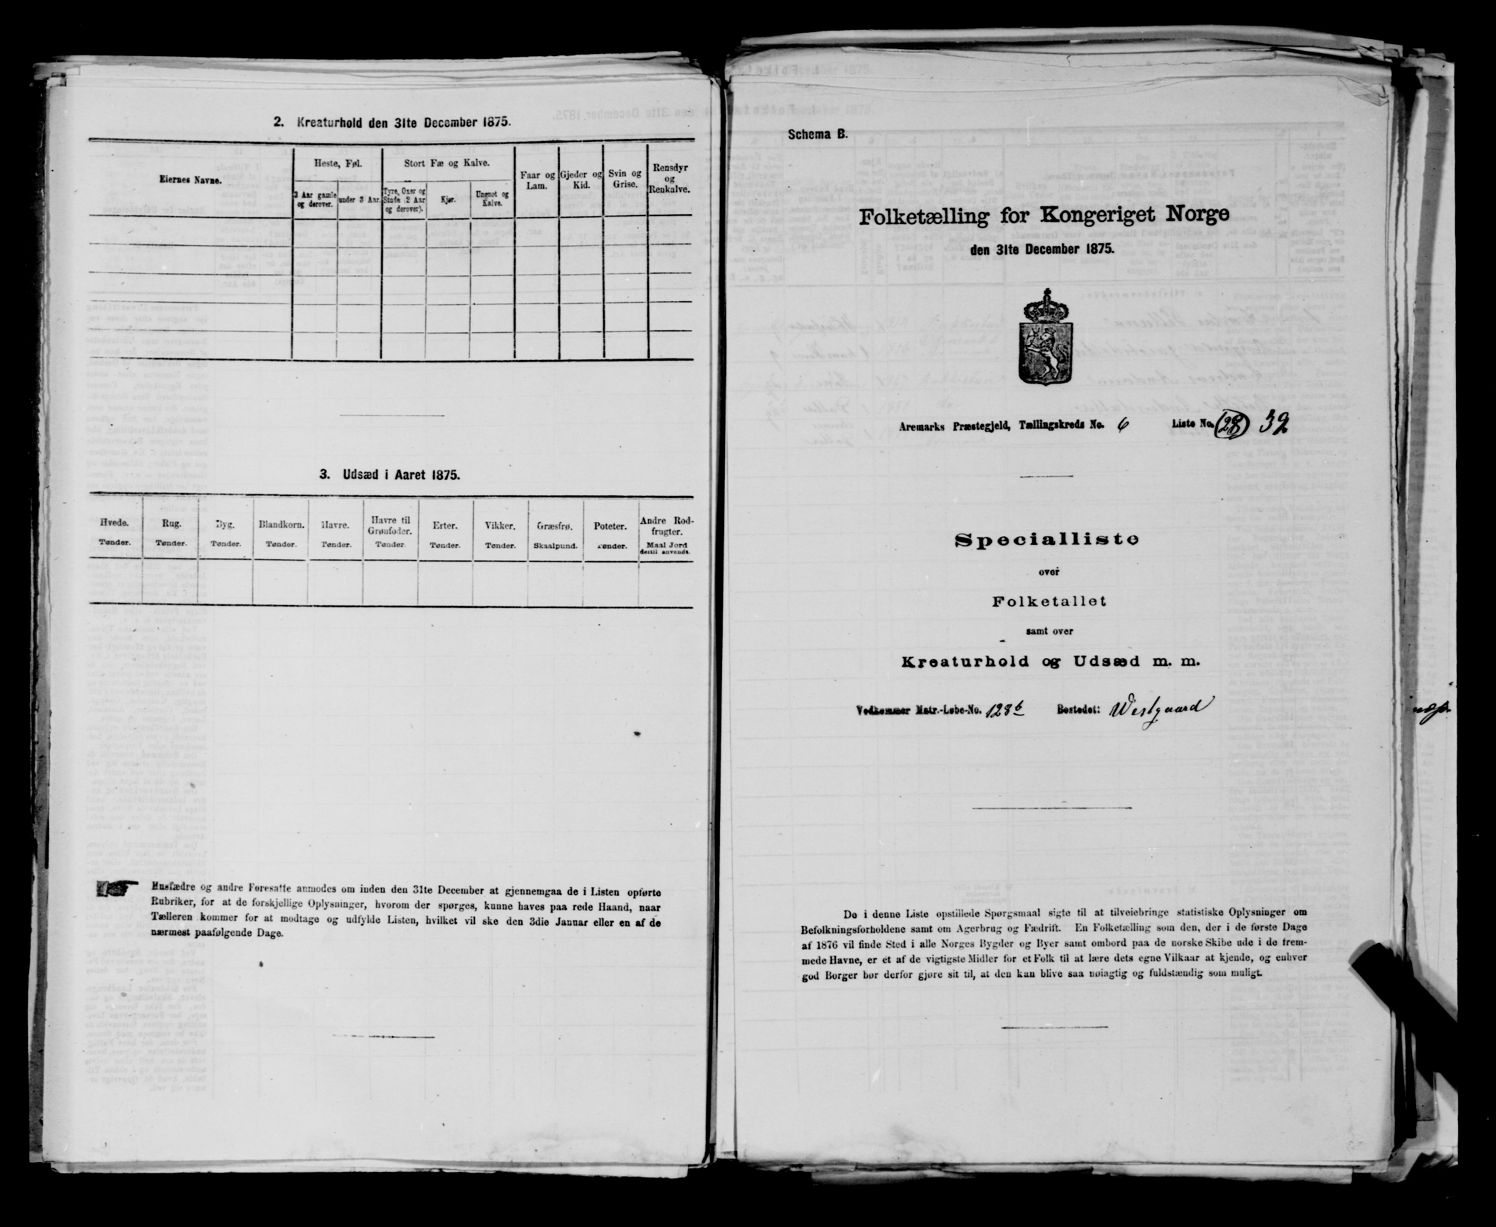 2. Kreaturhold den 31te December 1875.
Eiernes Navne.
Heste, Føl.
Stort Fæ og Kalve.
Faar og Lam.
Gjeder og Kid.
Svin og Grise.
Rensdyr og Renkalve.
3 Aar gamle og derover.
under 3 Aar.
Tyre, Oxer og Stude (2 Aar og derover).
Kjør.
Ungnøt og Kalve.
3. Udsæd i Aaret 1875.
Hvede. Rug. Byg. Blandkorn. Havre. Havre til Grønfoder. Erter. Vikker. Græsfrø. Poteter. Andre Rodfrugter.
Tønder. Tønder. Tønder. Tønder. Tønder. Tønder. Tønder. Tønder. Skaalpund. Tønder. Maal Jord dertil anvendt.
Husfædre og andre Foresatte anmodes om inden den 31te December at gjennemgaa de i Listen opførte
Rubriker, for at de forskjellige Oplysninger, hvorom der spørges, kunne haves paa rede Haand, naar
Tælleren kommer for at modtage og udfylde Listen, hvilket vil ske den 3die Januar eller en af de
nærmest paafølgende Dage.
Schema B.
Folketælling for Kongeriget Norge
den 31te December 1875.
Aremarks Præstegjeld, Tællingskreds No. 6 Liste No. 28 32
Specialliste
over
Folketallet
samt over
Kreaturhold og Udsæd m. m.
Vedkommer Matr.-Løbe-No. 123b Bostedet: Westgaard
De i denne Liste opstillede Spørgsmaal sigte til at tilveiebringe statistiske Oplysninger om
Befolkningsforholdene samt om Agerbrug og Fædrift. En Folketælling som den, der i de første Dage
af 1876 vil finde Sted i alle Norges Bygder og Byer samt ombord paa de norske Skibe ude i de frem-
mede Havne, er et af de vigtigste Midler for et Folk til at lære dets egne Vilkaar at kjende, og enhver
god Borger bør derfor gjøre sit til, at den kan blive saa nøiagtig og fuldstændig som muligt.